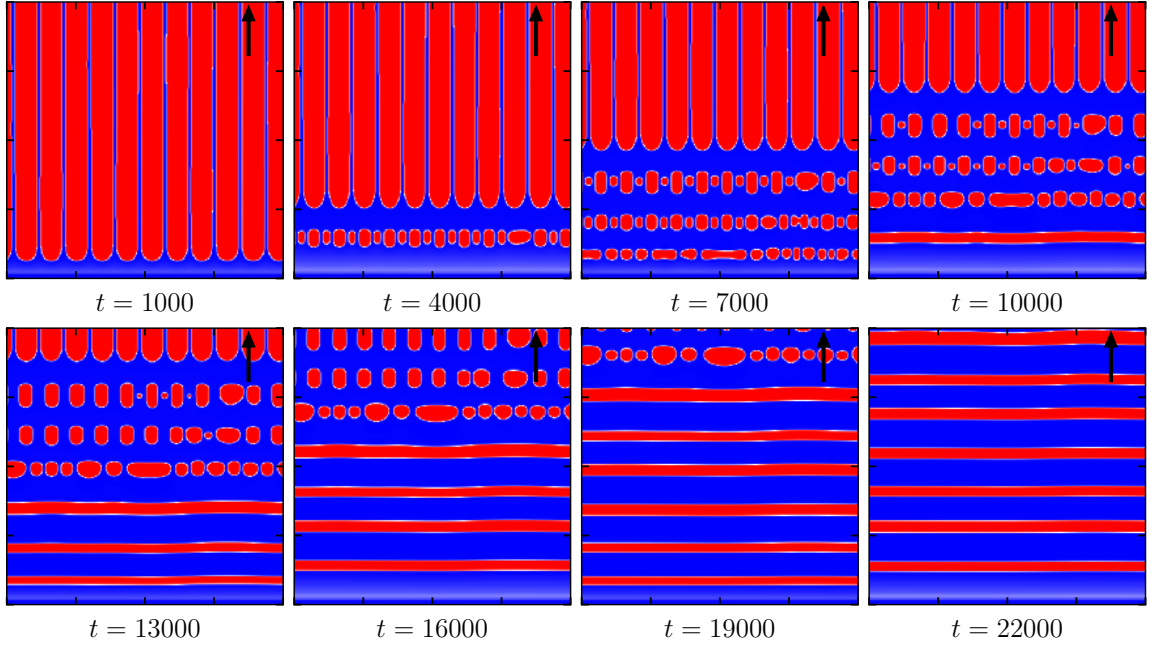 t = 1000 t = 4000 t = 7000 t = 10000
t = 13000 t = 16000 t = 19000 t = 22000